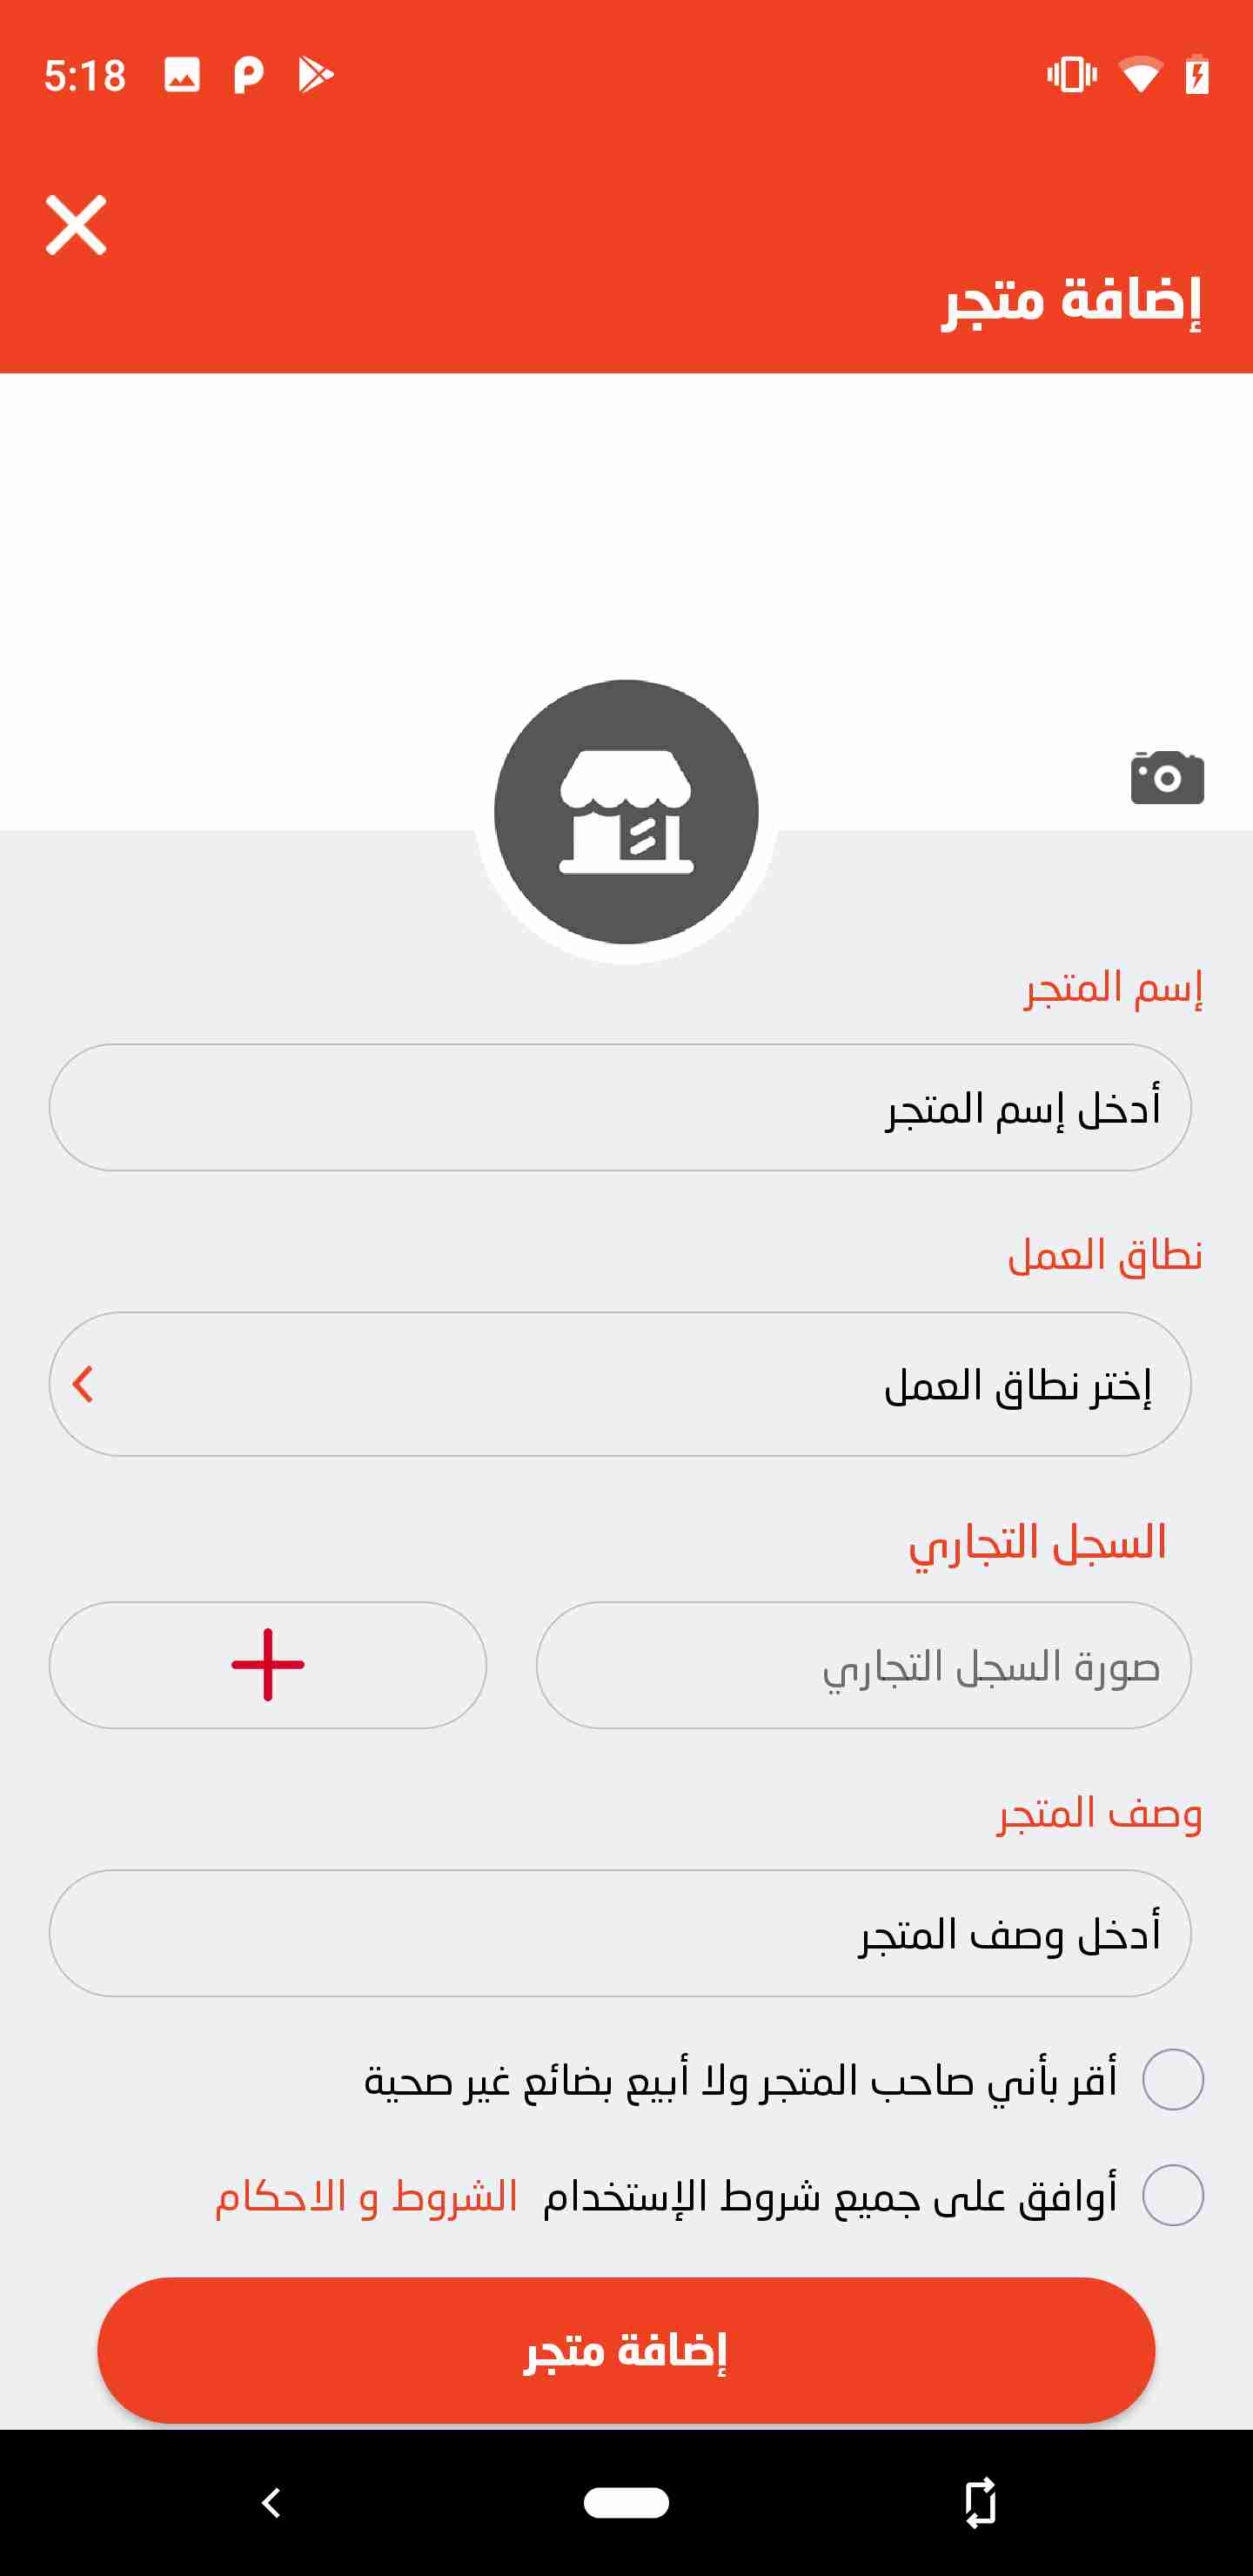 5:18
إضافة متجر
إسم المتجر
أدخل إسم المتجر
نطاق العمل
إختر نطاق العمل
السجل التجاري
صورة السجل التجاري
وصف المتجر
أدخل وصف المتجر
أقر بأني صاحب المتجر ولا أبيع بضائع غير صحية
أوافق على جميع شروط الإستخدام الشروط و الاحكام
إضافة متجر